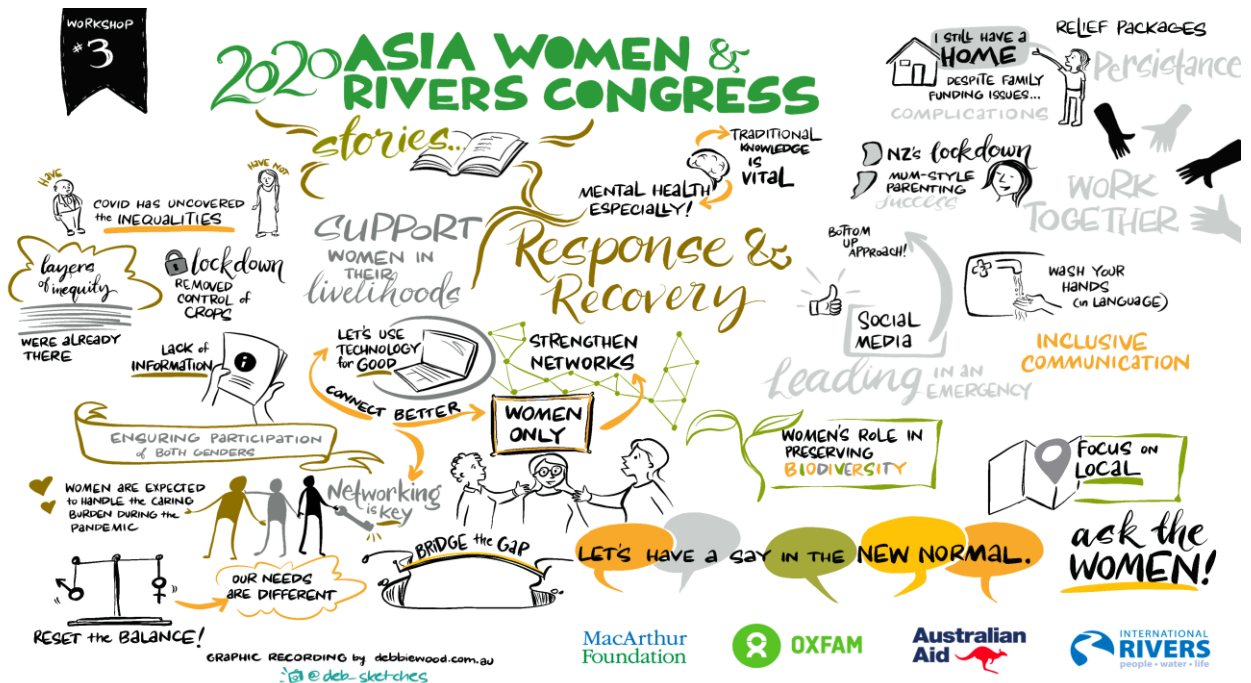 WORKSHOP
#3
2020 ASIA WOMEN &
RIVERS CONGRESS
stories...
HAVE
HAVE NOT
COVID HAS UNCOVERED
the INEQUALITIES
layers
of inequity
WERE ALREADY
THERE
lockdown
REMOVED
CONTROL of
CROPS
LACK of
INFORMATION
i
SUPPORT
WOMEN IN
THEIR
livelihoods
TRADITIONAL
KNOWLEDGE
IS
VITAL
MENTAL HEALTH
ESPECIALLY!
Response &
Recovery
I STILL HAVE A
HOME
DESPITE FAMILY
FUNDING ISSUES...
COMPLICATIONS
RELIEF PACKAGES
Persistance
NZ's lockdown
MUM-STYLE
PARENTING
success
WORK
TOGETHER
BOTTOM
UP
APPROACH!
SOCIAL
MEDIA
Leading IN AN
EMERGENCY
WASH YOUR
HANDS
(in LANGUAGE)
INCLUSIVE
COMMUNICATION
LET'S USE
TECHNOLOGY
for GOOD
CONNECT BETTER
STRENGTHEN
NETWORKS
WOMEN
ONLY
ENSURING PARTICIPATION
of BOTH GENDERS
WOMEN ARE EXPECTED
to HANDLE the CARING
BURDEN DURING the
PANDEMIC
Networking
is key
WOMEN'S ROLE IN
PRESERVING
BIODIVERSITY
FOCUS ON
LOCAL
RESET the BALANCE!
OUR NEEDS
ARE DIFFERENT
BRIDGE the GAP
LET'S HAVE A SAY IN THE NEW NORMAL.
ask the
WOMEN!
GRAPHIC RECORDING by debbiewood.com.au
@deb_sketches
MacArthur
Foundation
OXFAM
Australian
Aid
INTERNATIONAL
RIVERS
people • water • life